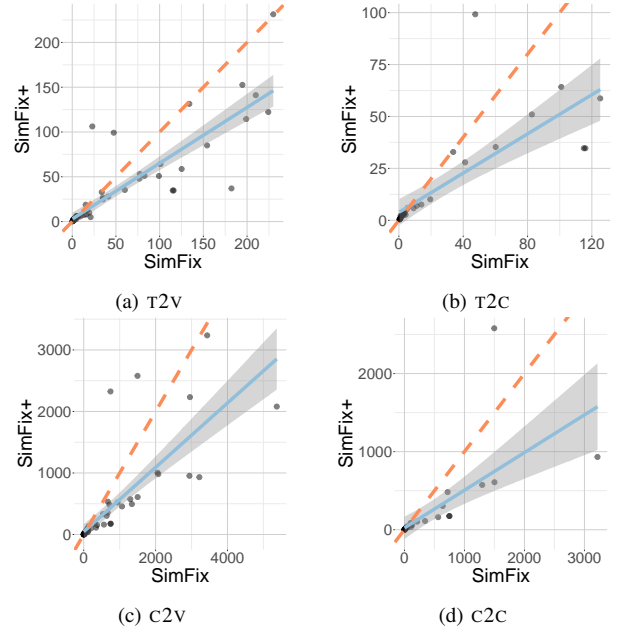 SimFix+
250
200
150
100
50
0
0 50 100 150 200
SimFix
(a) T2V
SimFix+
100
75
50
25
0
0 40 80 120
SimFix
(b) T2C
SimFix+
3000
2000
1000
0
0 2000 4000
SimFix
(c) C2V
SimFix+
2000
1000
0
0 1000 2000 3000
SimFix
(d) C2C